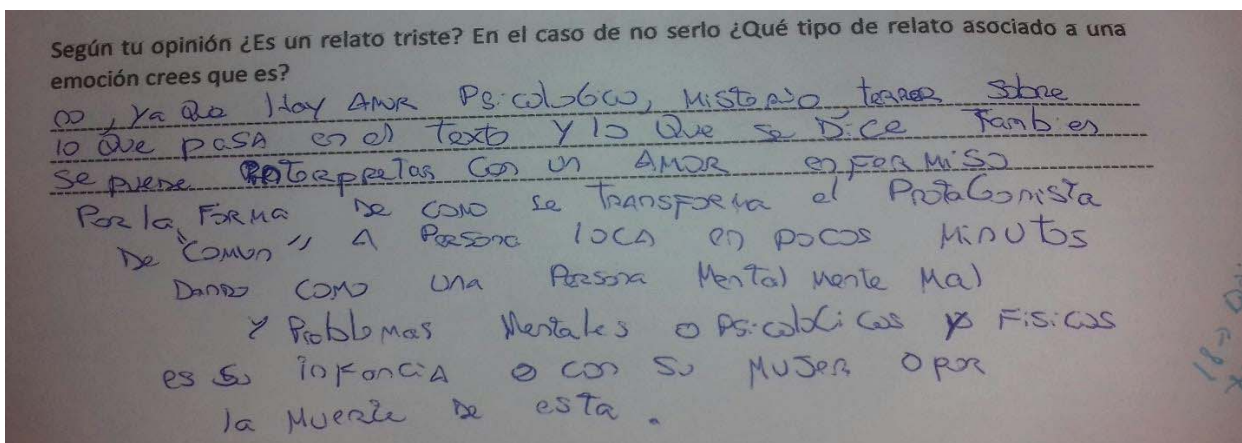 Según tu opinión ¿Es un relato triste? En el caso de no serlo ¿Qué tipo de relato asociado a una
emoción crees que es?
no, Ya Que Hay AMOR Psicologico, Misterio, terror Sobre
lo Que pasa en el Texto Y lo Que se Dice Tambien
se puede interpretar Con un AMOR enfermiso
Por la Forma De como se Transforma el Protagonista
De "comun" A Persona loca en pocos Minutos
Dando como una Persona Mental mente Mal
Y Problemas Mentales o Psicologicos y Fisicos
es su infancia o con su Mujer o por
la Muerte de esta.
18->